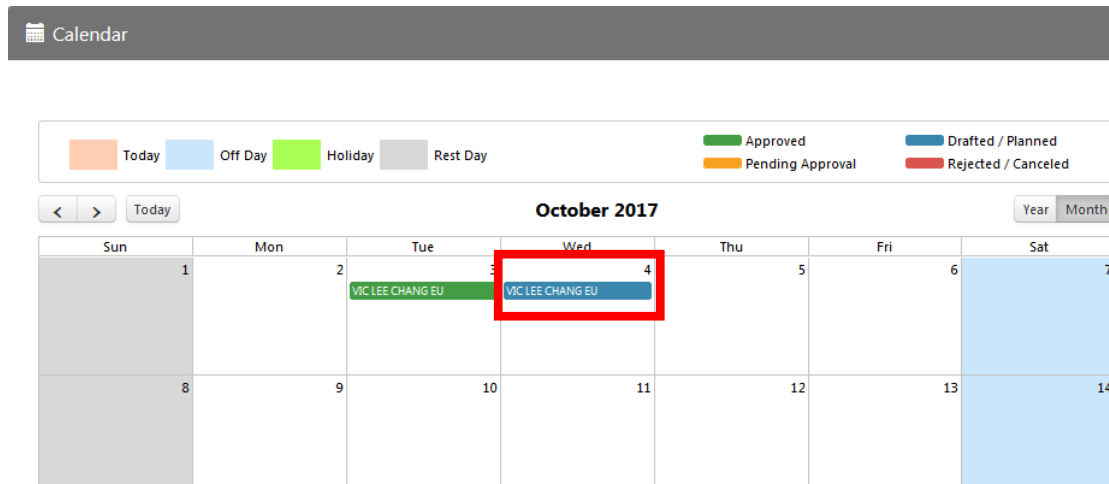 Calendar
Today Off Day Holiday Rest Day Approved Drafted / Planned
Pending Approval Rejected / Canceled
< > Today October 2017 Year Month
Sun Mon Tue Wed Thu Fri Sat
1 2 3 4 5 6 7
VIC LEE CHANG EU VIC LEE CHANG EU
8 9 10 11 12 13 14